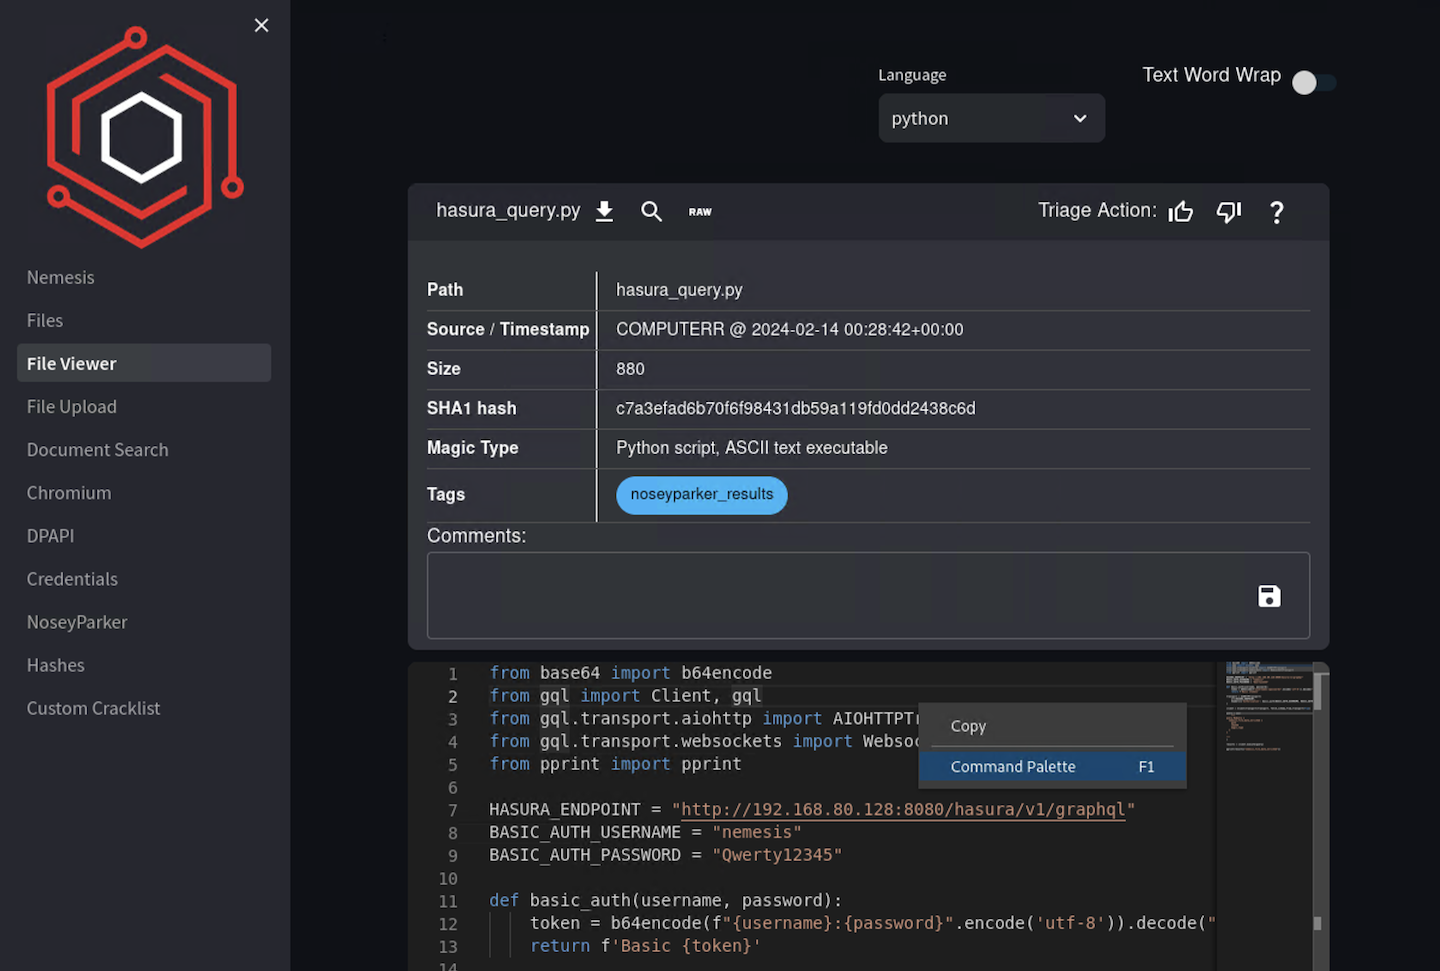 Nemesis
Files
File Viewer
File Upload
Document Search
Chromium
DPAPI
Credentials
NoseyParker
Hashes
Custom Cracklist
Language
python
Text Word Wrap
hasura_query.py
RAW
Triage Action:
Path hasura_query.py
Source / Timestamp COMPUTERR @ 2024-02-14 00:28:42+00:00
Size 880
SHA1 hash c7a3efad6b70f6f98431db59a119fd0dd2438c6d
Magic Type Python script, ASCII text executable
Tags noseyparker_results
Comments:
1 from base64 import b64encode
2 from gql import Client, gql
3 from gql.transport.aiohttp import AIOHTTPT
4 from gql.transport.websockets import Websoc
5 from pprint import pprint
6
7 HASURA_ENDPOINT = "http://192.168.80.128:8080/hasura/v1/graphql"
8 BASIC_AUTH_USERNAME = "nemesis"
9 BASIC_AUTH_PASSWORD = "Qwerty12345"
10
11 def basic_auth(username, password):
12 token = b64encode(f"{username}:{password}".encode('utf-8')).decode("
13 return f'Basic {token}'
14
Copy
Command Palette F1